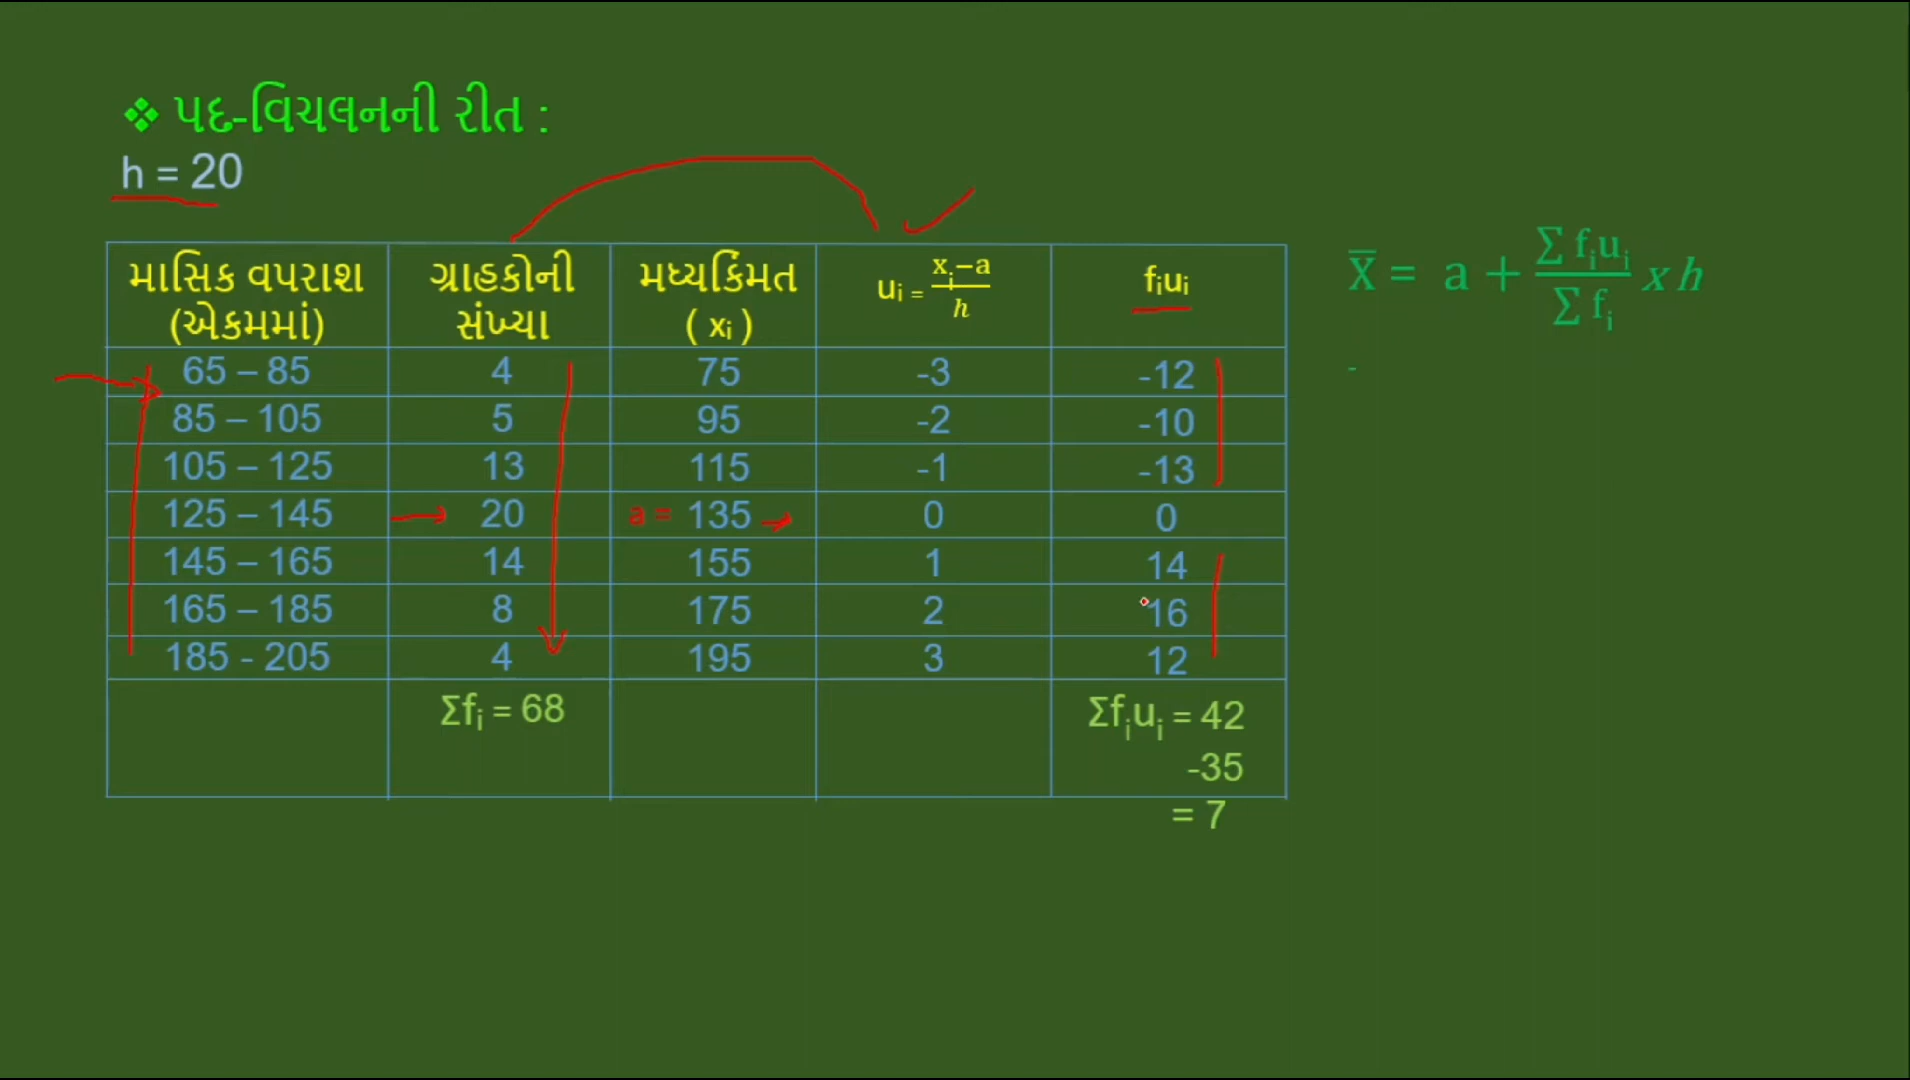 ❖ પદ-વિચલનની રીત :
h = 20
માસિક વપરાશ (એકમમાં) ગ્રાહકોની સંખ્યા મધ્યકિંમત ( xᵢ ) uᵢ = xᵢ−a / h fᵢuᵢ
65 – 85 4 75 -3 -12
85 – 105 5 95 -2 -10
105 – 125 13 115 -1 -13
125 – 145 20 a = 135 0 0
145 – 165 14 155 1 14
165 – 185 8 175 2 16
185 - 205 4 195 3 12
Σfᵢ = 68 Σfᵢuᵢ = 42
-35
= 7
X̅ = a + ∑ fᵢuᵢ / ∑ fᵢ x h
-